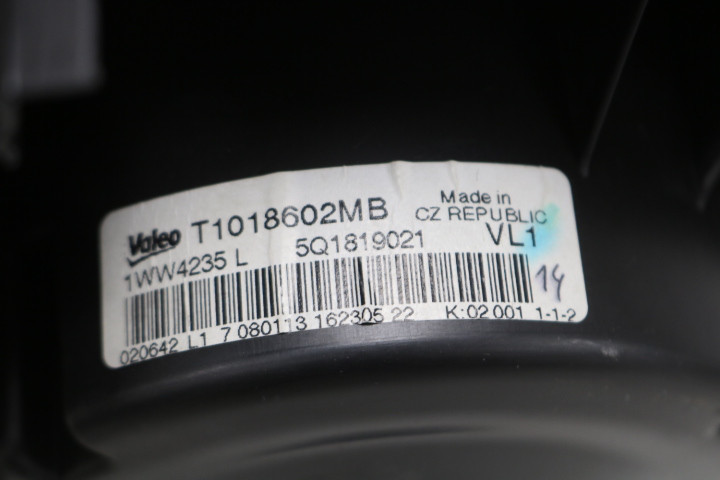 Valeo T1018602MB Made in
CZ REPUBLIC
1WW4235 L 5Q1819021 VL1
14
020642 L1 7 080113 162305 22 K:02 001 1-1-2